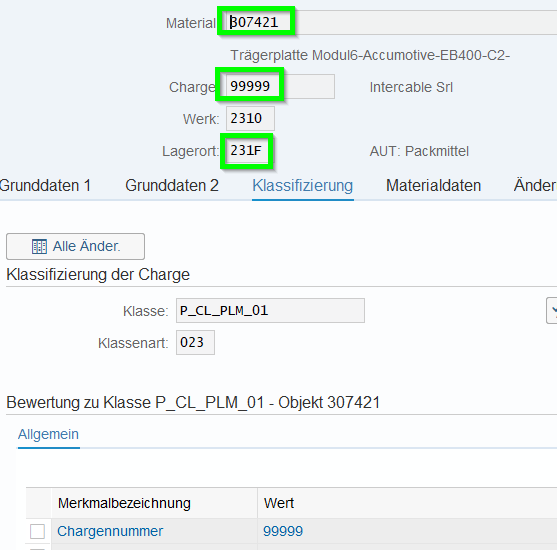 Material: 307421
Trägerplatte Modul6-Accumotive-EB400-C2-
Charge: 99999 Intercable Srl
Werk: 2310
Lagerort: 231F AUT: Packmittel
Grunddaten 1 Grunddaten 2 Klassifizierung Materialdaten Änder
Alle Änder.
Klassifizierung der Charge
Klasse: P_CL_PLM_01
Klassenart: 023
Bewertung zu Klasse P_CL_PLM_01 - Objekt 307421
Allgemein
Merkmalbezeichnung Wert
Chargennummer 99999